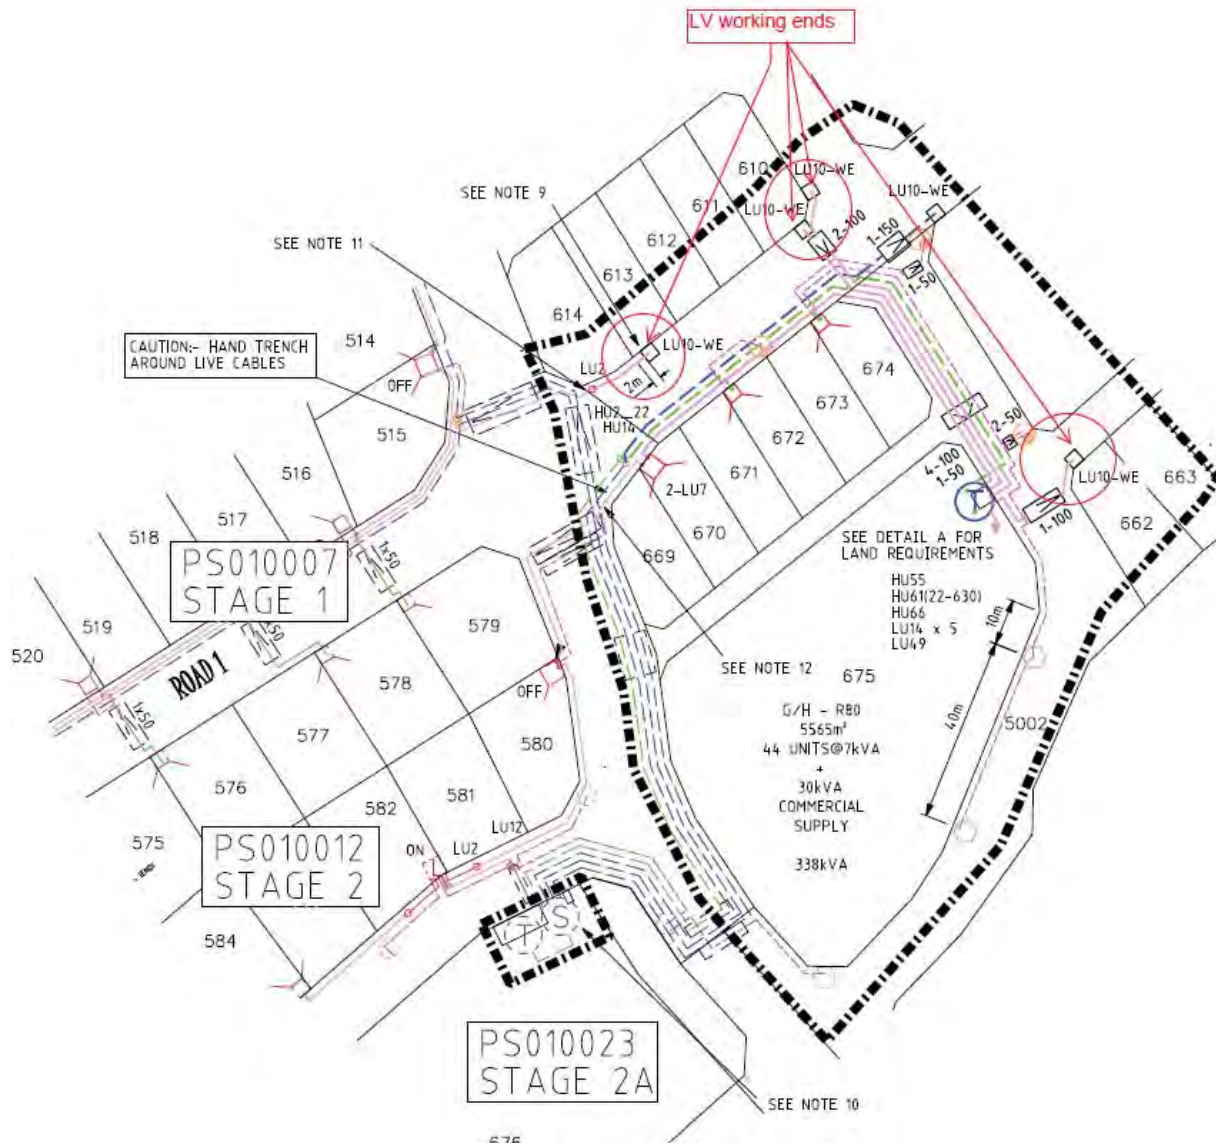 LV working ends
610
LU10-WE
LU10-WE
LU10-WE
611
SEE NOTE 9
2-100
1-150
612
SEE NOTE 11
1-50
613
614
CAUTION:- HAND TRENCH
AROUND LIVE CABLES
514
LU10-WE
LU2
OFF
2m
674
673
HU2_22
HU14
515
672
2-50
516
671
4-100
1-50
LU10-WE
663
2-LU7
517
670
1-100
662
518
669
SEE DETAIL A FOR
LAND REQUIREMENTS
PS010007
STAGE 1
1x50
HU55
HU61(22-630)
HU66
LU14 x 5
LU49
10m
519
579
520
ROAD 1
578
SEE NOTE 12
675
OFF
1x50
G/H - R80
5565m²
44 UNITS@7kVA
+
30kVA
COMMERCIAL
SUPPLY
338kVA
40m
5002
577
580
576
581
582
575
LU12
PS010012
STAGE 2
ON
LU2
584
T
S
PS010023
STAGE 2A
SEE NOTE 10
676